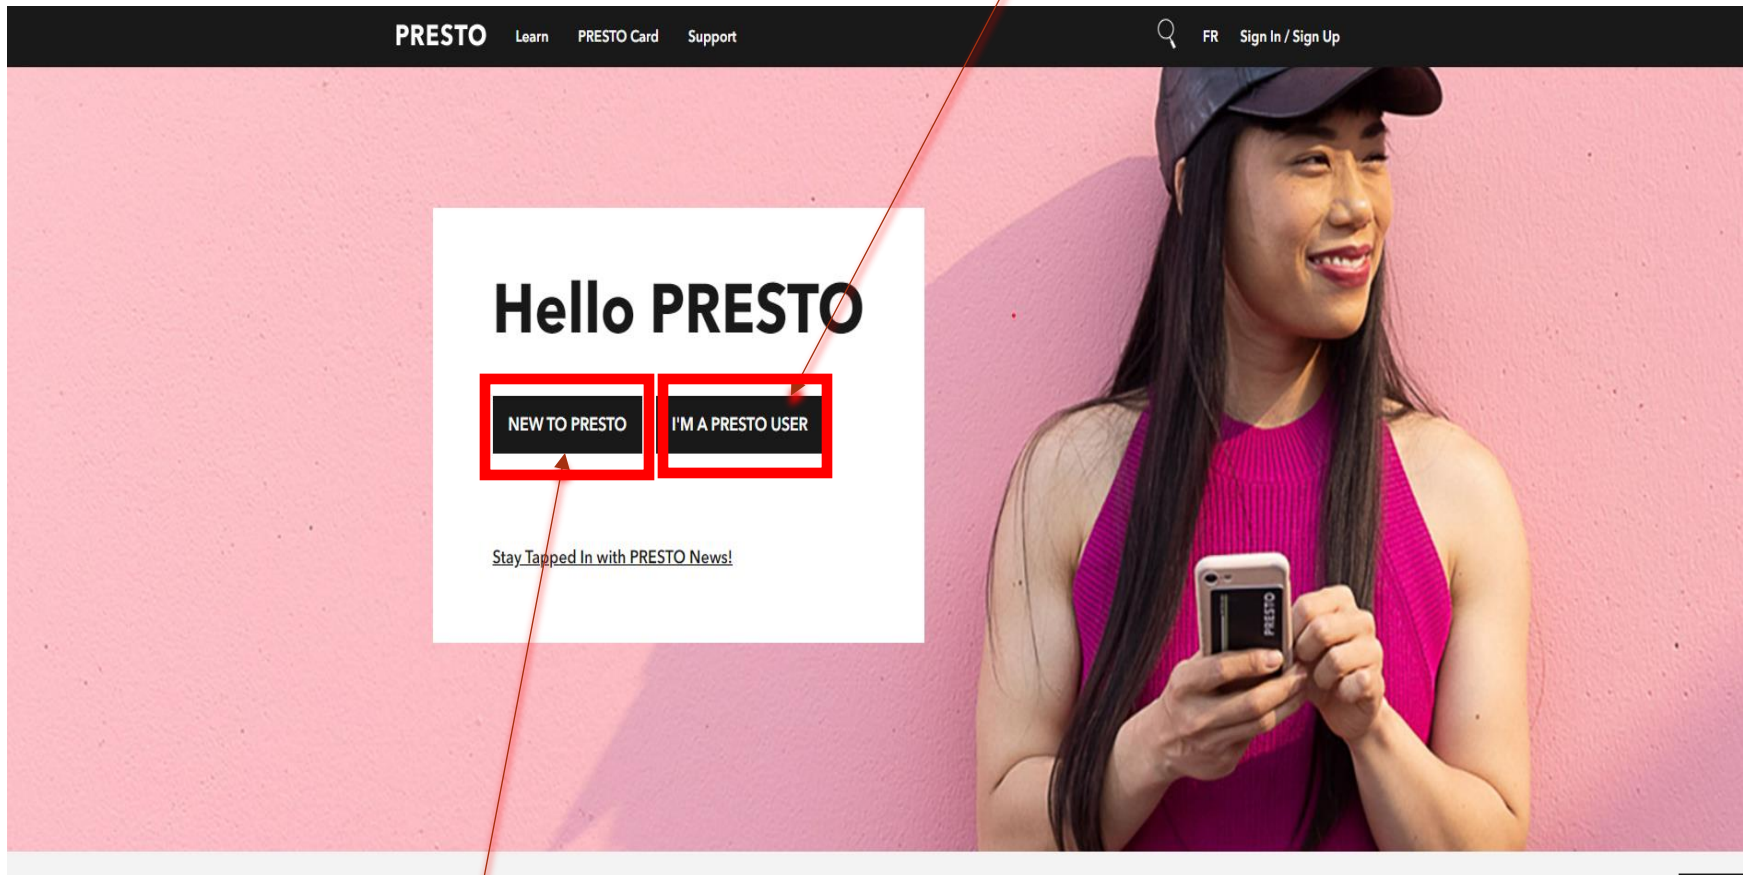 PRESTO Learn PRESTO Card Support FR Sign In / Sign Up
Hello PRESTO
NEW TO PRESTO I'M A PRESTO USER
Stay Tapped In with PRESTO News!
PRESTO